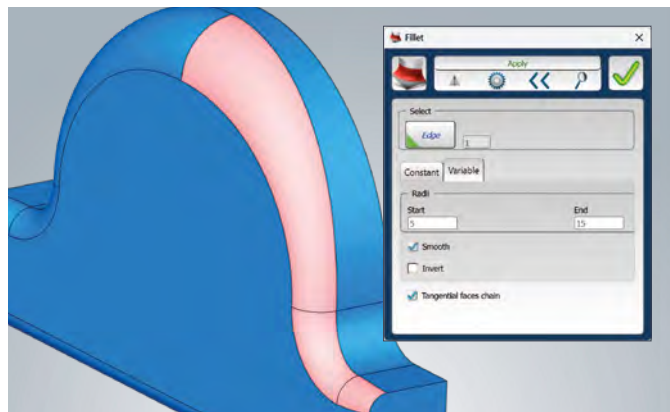 Fillet
Apply
Select
Edge
1
Constant Variable
Radii
Start End
5 15
Smooth
Invert
Tangential faces chain